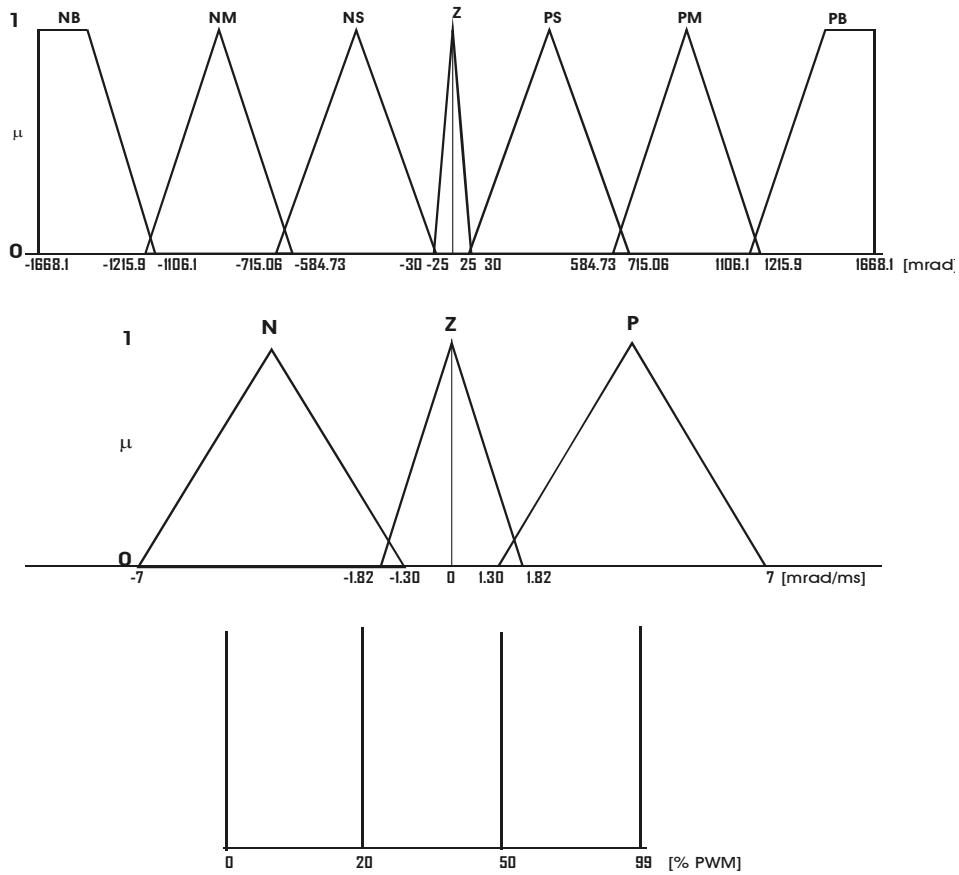 1 NB NM NS Z PS PM PB
μ
0
-1668.1 -1215.9 -1106.1 -715.06 -584.73 -30 -25 25 30 584.73 715.06 1106.1 1215.9 1668.1 [mrad]
N Z P
1
μ
0
-7 -1.82 -1.30 0 1.30 1.82 7 [mrad/ms]
0 20 50 99 [% PWM]